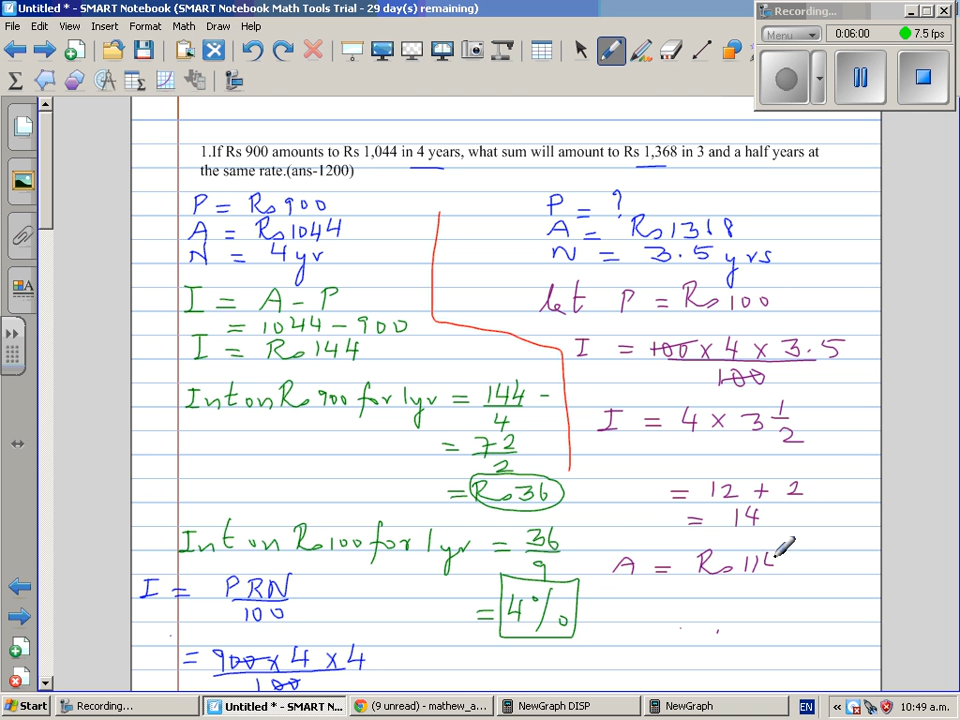 Untitled * - SMART Notebook (SMART Notebook Math Tools Trial - 29 day(s) remaining)
File Edit View Insert Format Tools Math Draw Help
Recording...
Menu 0:06:00 7.5 fps
1.If Rs 900 amounts to Rs 1,044 in 4 years, what sum will amount to Rs 1,368 in 3 and a half years at
the same rate.(ans-1200)
P = Rs 900
A = Rs 1044
N = 4 yr
I = A - P
= 1044 - 900
I = Rs 144
Int on Rs 900 for 1 yr = 144 -
4
= 72
2
= Rs 36
Int on Rs 100 for 1 yr = 36
9
= 4%
I = PRN
100
= 900 x 4 x 4
100
P = ?
A = Rs 1368
N = 3.5 yrs
let P = Rs 100
I = 100 x 4 x 3.5
100
I = 4 x 3 1
2
= 12 + 2
= 14
A = Rs 114
Start Recording... Untitled * - SMART N... (9 unread) - mathew_a... NewGraph DISP NewGraph EN 10:49 a.m.